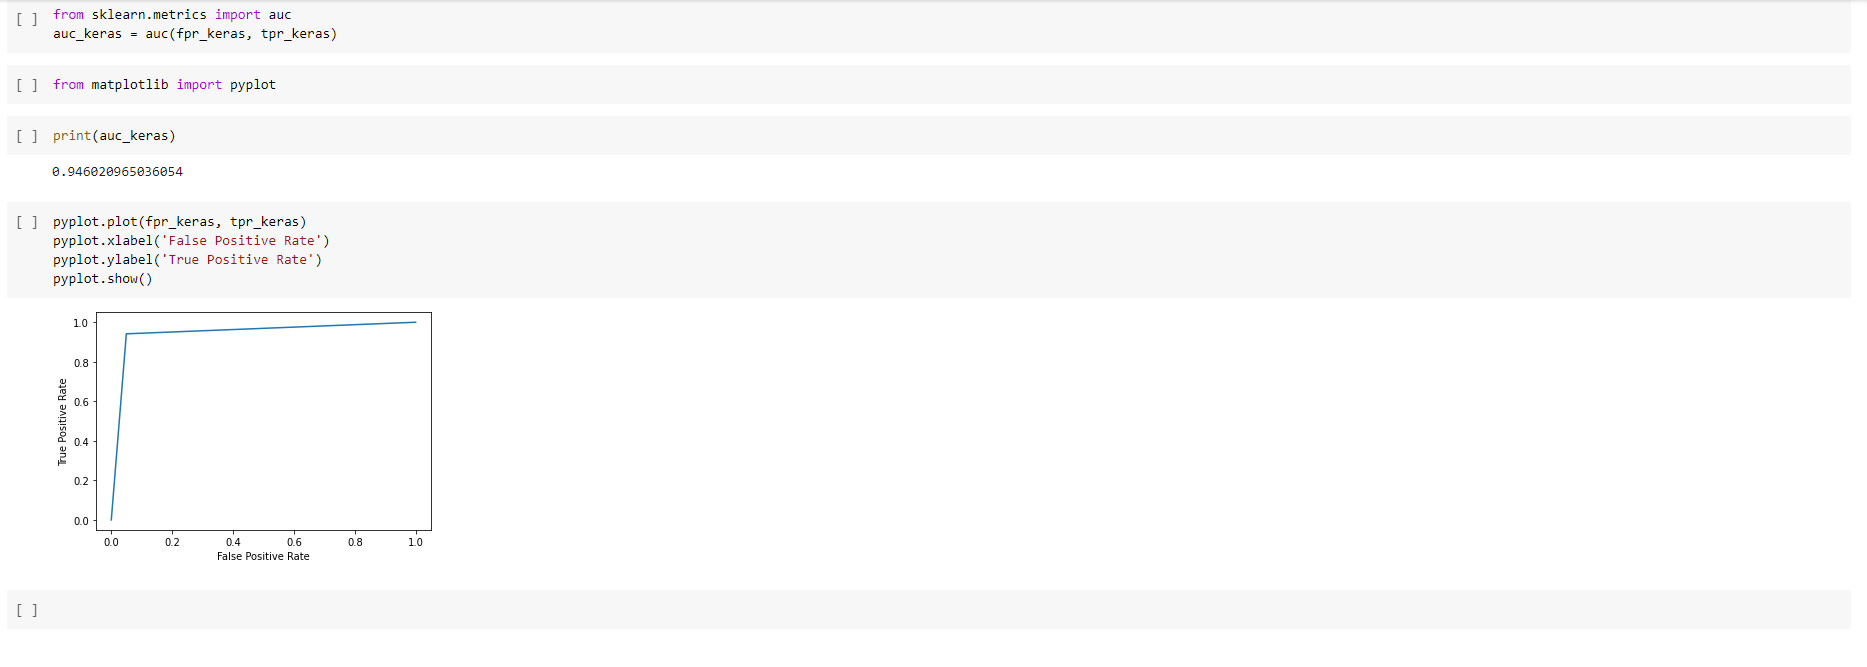 [ ] from sklearn.metrics import auc
auc_keras = auc(fpr_keras, tpr_keras)
[ ] from matplotlib import pyplot
[ ] print(auc_keras)
0.946020965036054
[ ] pyplot.plot(fpr_keras, tpr_keras)
pyplot.xlabel('False Positive Rate')
pyplot.ylabel('True Positive Rate')
pyplot.show()
True Positive Rate
1.0
0.8
0.6
0.4
0.2
0.0
0.0 0.2 0.4 0.6 0.8 1.0
False Positive Rate
[ ]